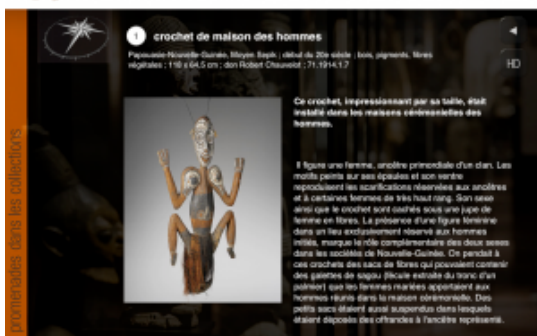 1 crochet de maison des hommes
Papouasie-Nouvelle-Guinée, Moyen Sepik ; début du 20e siècle ; bois, pigments, fibres
végétales ; 118 x 64,5 cm ; don Robert Chauvelot ; 71.1914.1.7
HD
Ce crochet, impressionnant par sa taille, était
installé dans les maisons cérémonielles des
hommes.
Il figure une femme, ancêtre primordiale d'un clan. Les
motifs peints sur ses épaules et son ventre
reproduisent les scarifications réservées aux ancêtres
et à certaines femmes de très haut rang. Son sexe
ainsi que le crochet sont cachés sous une jupe de
femme en fibres. La présence d'une figure féminine
dans un lieu exclusivement réservé aux hommes
initiés, marque le rôle complémentaire des deux sexes
dans les sociétés de Nouvelle-Guinée. On pendait à
ces crochets des sacs de fibres qui pouvaient contenir
des galettes de sagou (fécule extraite du tronc d'un
palmier) que les femmes mariées apportaient aux
hommes réunis dans la maison cérémonielle. Des
petits sacs étaient aussi suspendus dans lesquels
étaient déposés des offrandes à l'ancêtre représenté.
promenades dans les collections